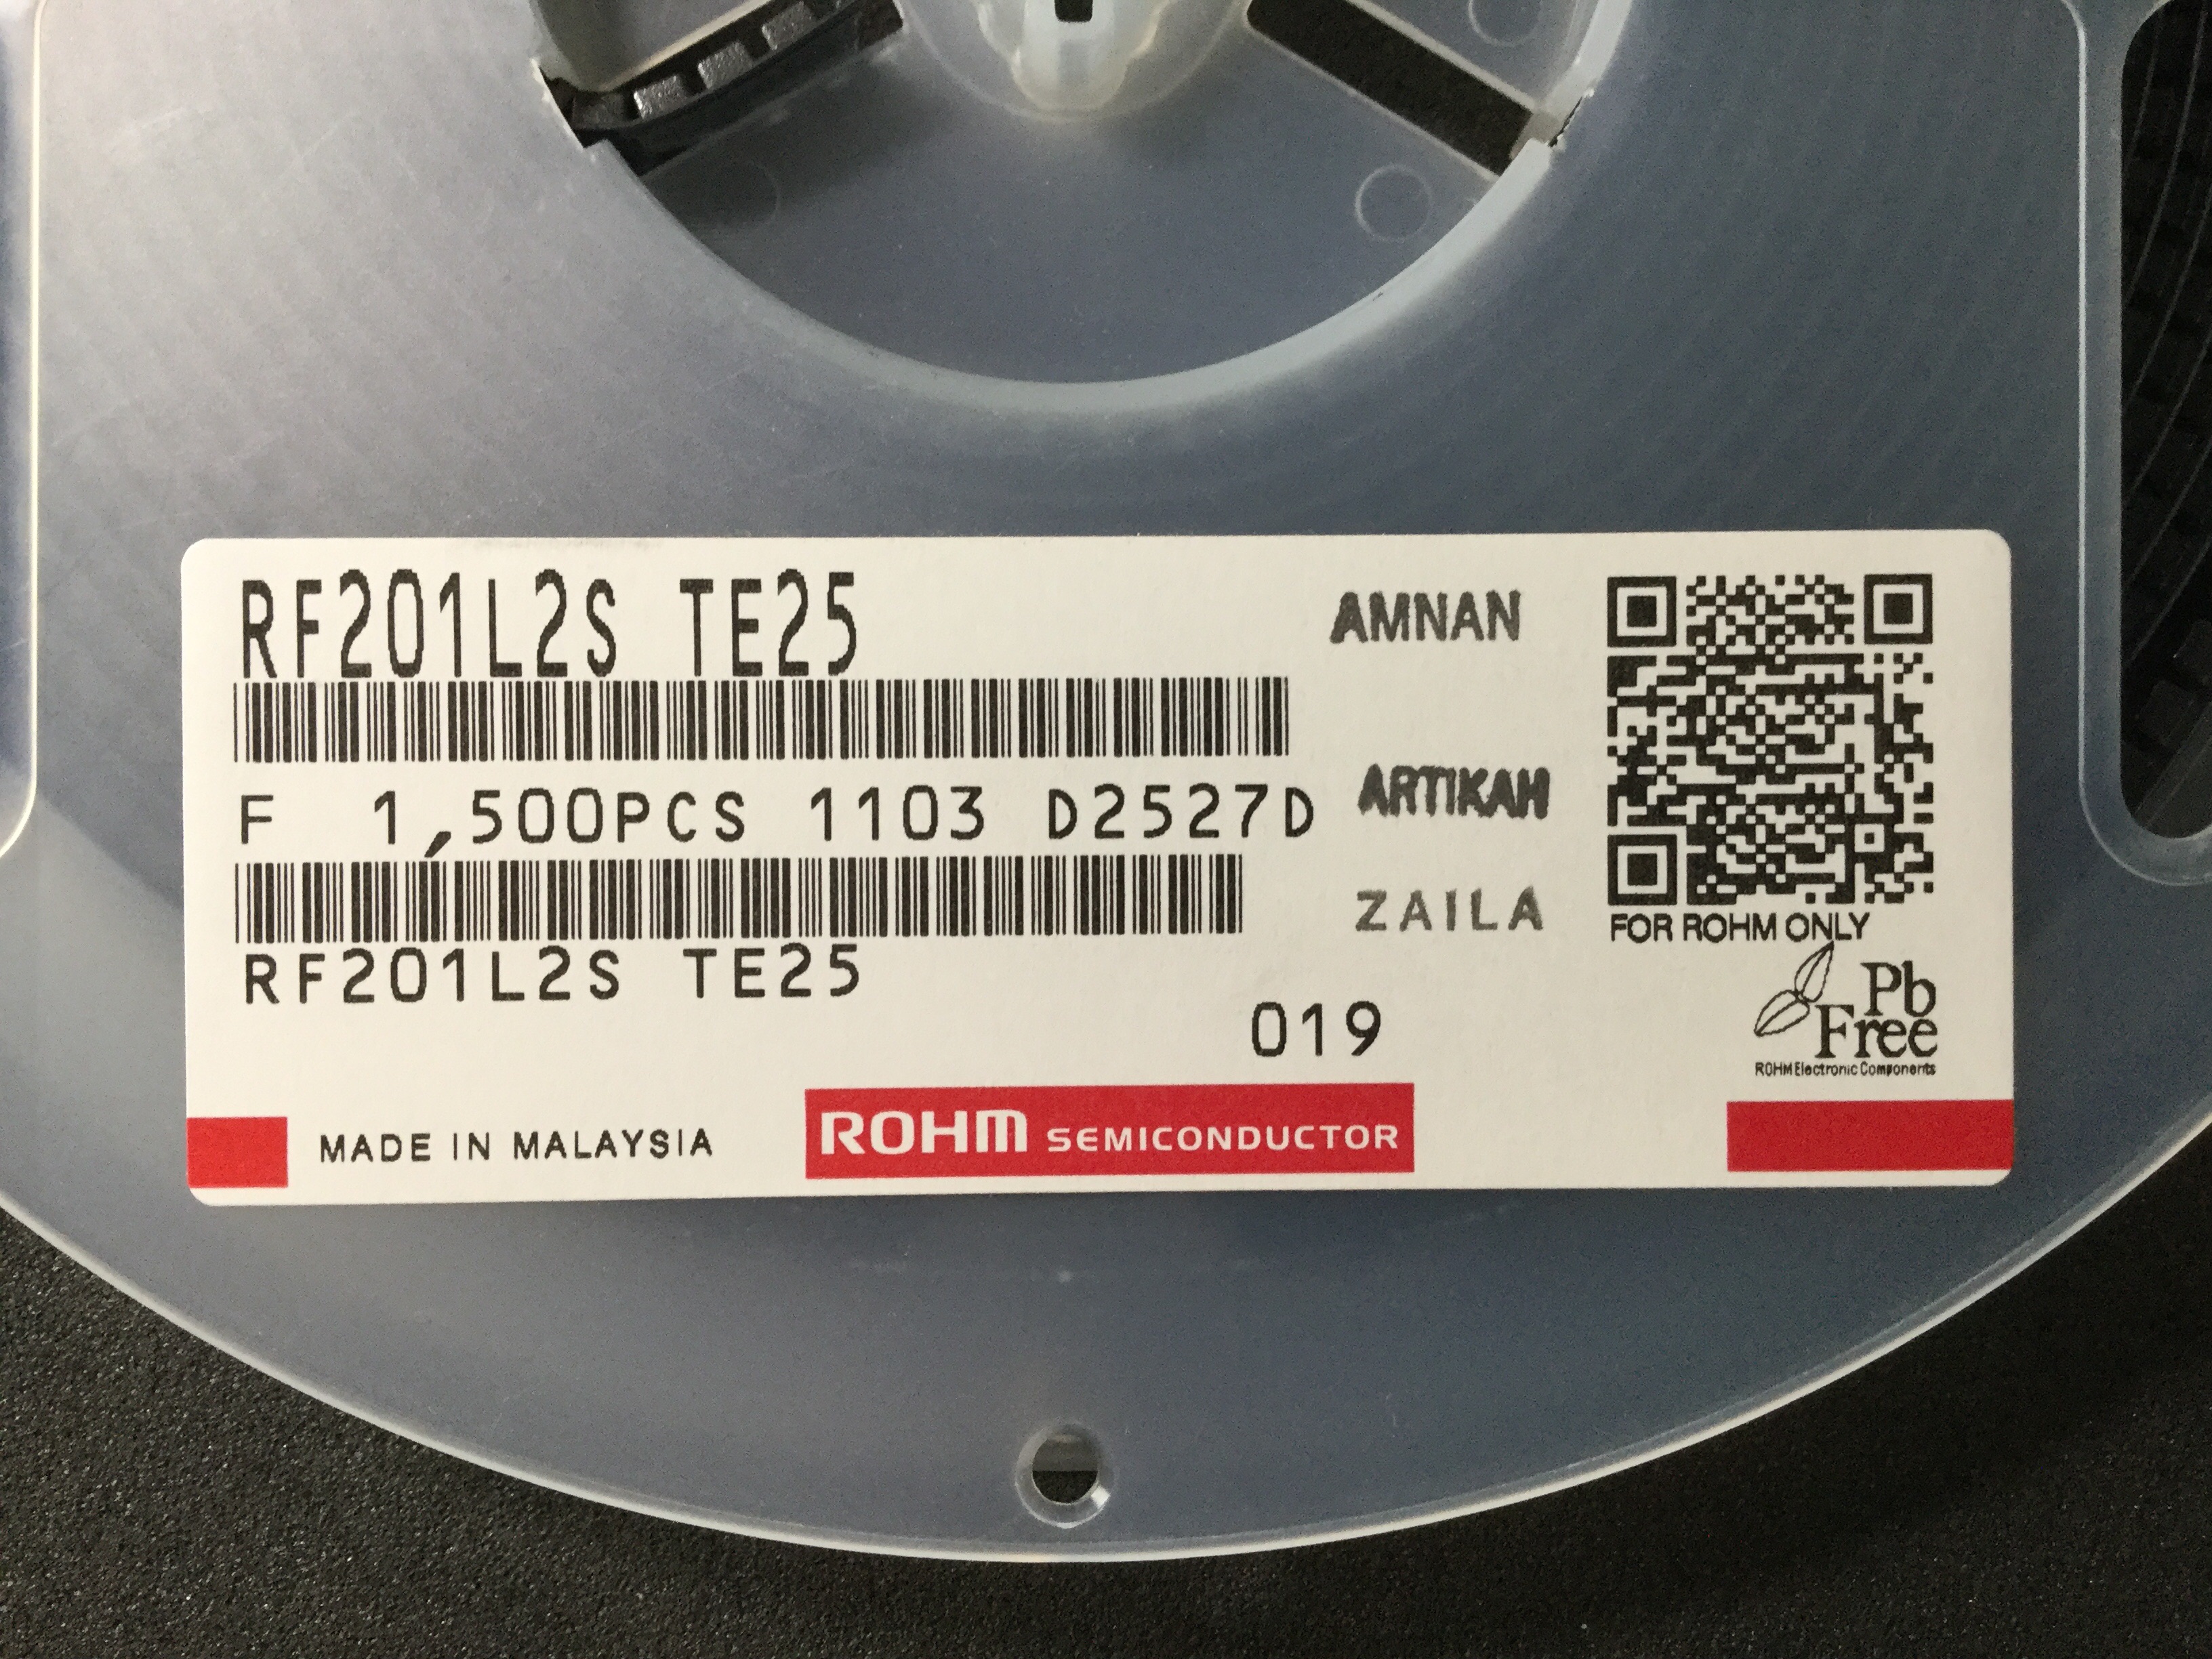 RF201L2S TE25
AMNAN
F 1,500PCS 1103 D2527D
ARTIKAH
ZAILA
FOR ROHM ONLY
RF201L2S TE25
019
Pb
Free
ROHM Electronic Components
MADE IN MALAYSIA
ROHM SEMICONDUCTOR